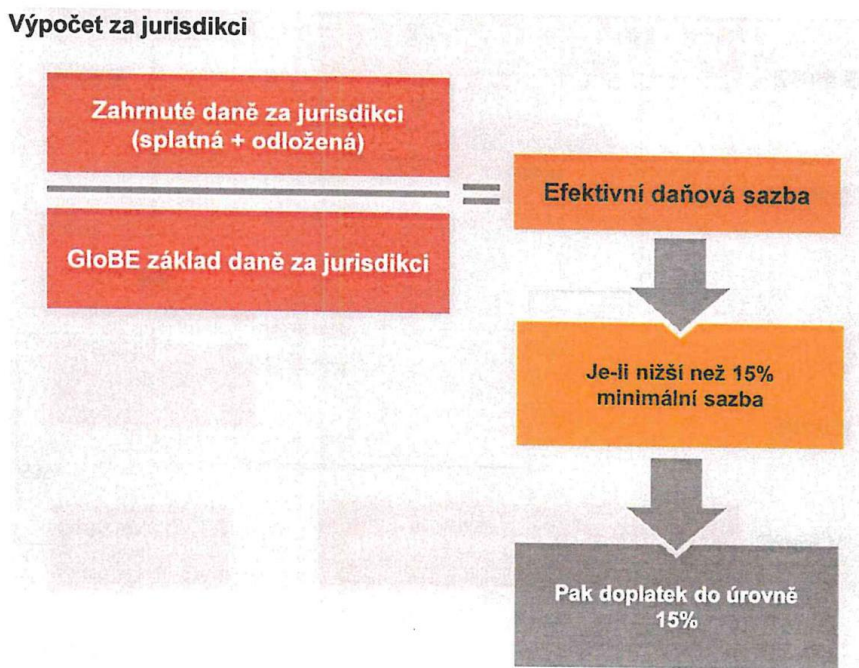 Výpočet za jurisdikci
Zahrnuté daně za jurisdikci
(splatná + odložená)
=
GloBE základ daně za jurisdikci
Efektivní daňová sazba
Je-li nižší než 15%
minimální sazba
Pak doplatek do úrovně
15%